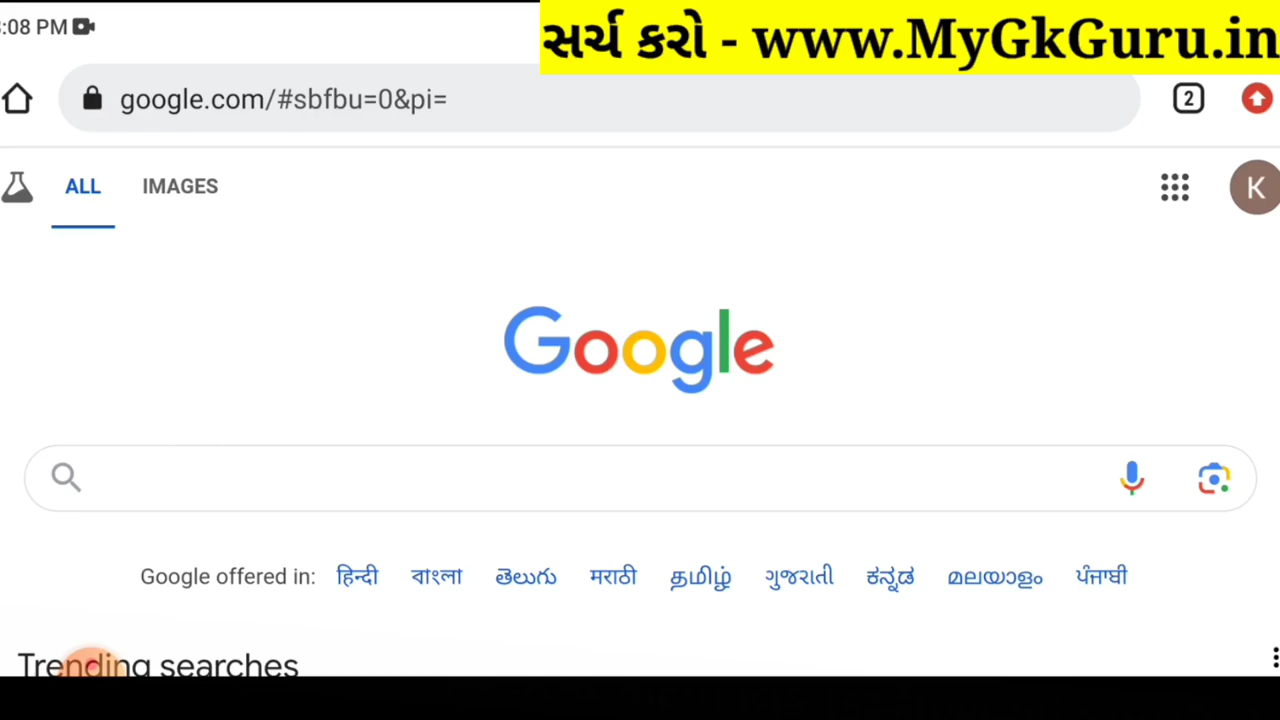 :08 PM
સર્ચ કરો - www.MyGkGuru.in
google.com/#sbfbu=0&pi=
2
ALL IMAGES
K
Google
Google offered in: हिन्दी বাংলা తెలుగు मराठी தமிழ் ગુજરાતી ಕನ್ನಡ മലയാളം ਪੰਜਾਬੀ
Trending searches